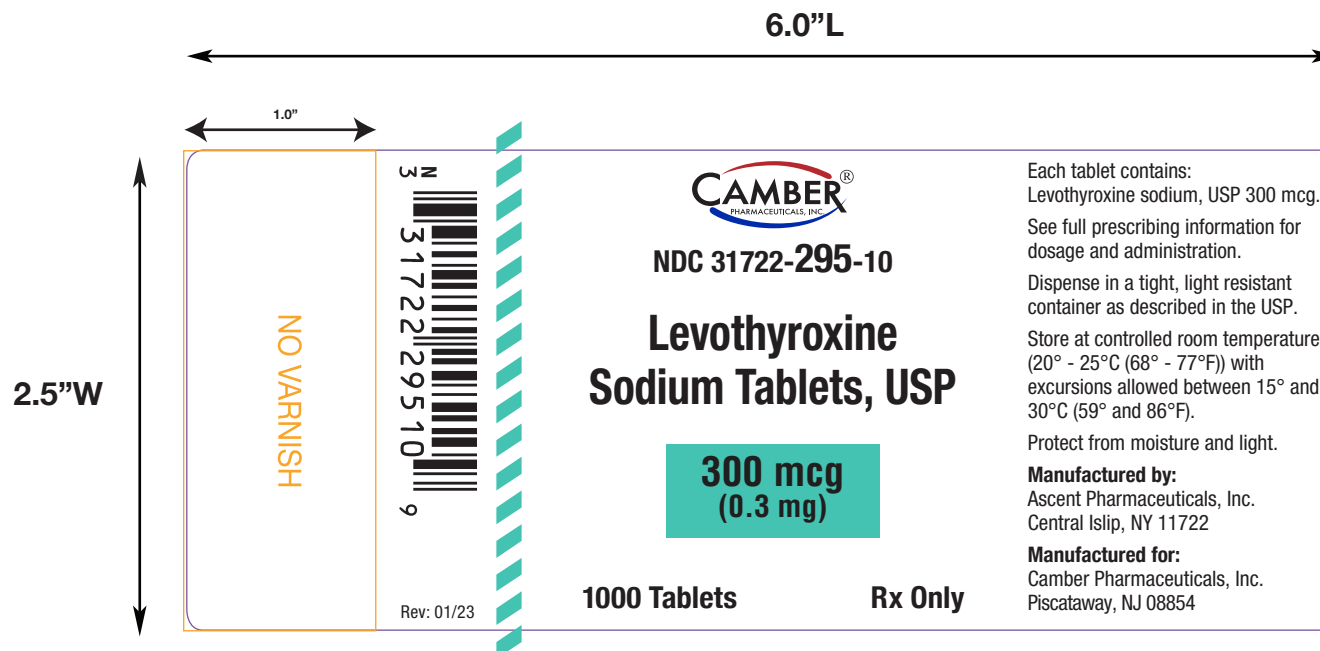 6.0”L
1.0”
2.5”W
NO VARNISH
N
3
3172229510
9
Rev: 01/23
CAMBER®
PHARMACEUTICALS, INC.
NDC 31722-295-10
Levothyroxine
Sodium Tablets, USP
300 mcg
(0.3 mg)
1000 Tablets
Rx Only
Each tablet contains:
Levothyroxine sodium, USP 300 mcg.
See full prescribing information for
dosage and administration.
Dispense in a tight, light resistant
container as described in the USP.
Store at controlled room temperature
(20° - 25°C (68° - 77°F)) with
excursions allowed between 15° and
30°C (59° and 86°F).
Protect from moisture and light.
Manufactured by:
Ascent Pharmaceuticals, Inc.
Central Islip, NY 11722
Manufactured for:
Camber Pharmaceuticals, Inc.
Piscataway, NJ 08854